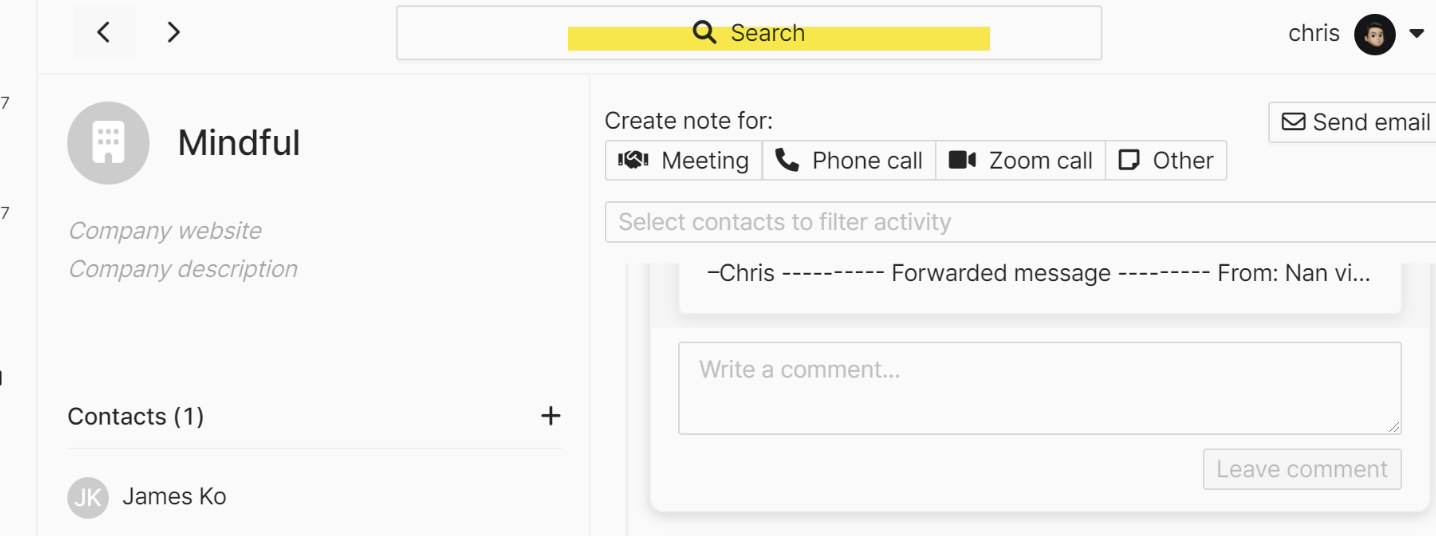 Search
chris
7
Mindful
Create note for:
Send email
Meeting
Phone call
Zoom call
Other
7
Company website
Company description
Select contacts to filter activity
–Chris ---------- Forwarded message --------- From: Nan vi...
Write a comment...
Contacts (1)
Leave comment
JK
James Ko